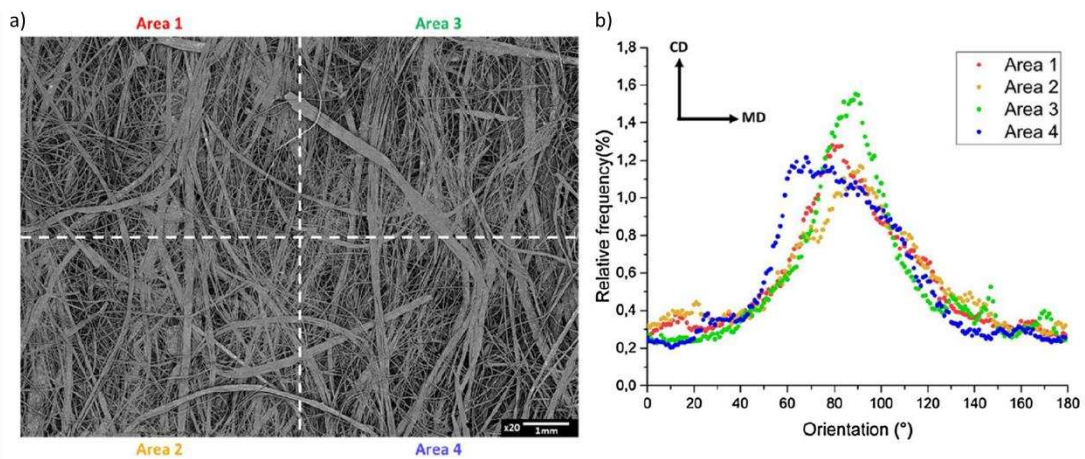 a)
Area 1
Area 3
Area 2
Area 4
x20
1mm
b)
CD
MD
Area 1
Area 2
Area 3
Area 4
Relative frequency(%)
1,8
1,6
1,4
1,2
1,0
0,8
0,6
0,4
0,2
0,0
0 20 40 60 80 100 120 140 160 180
Orientation (°)